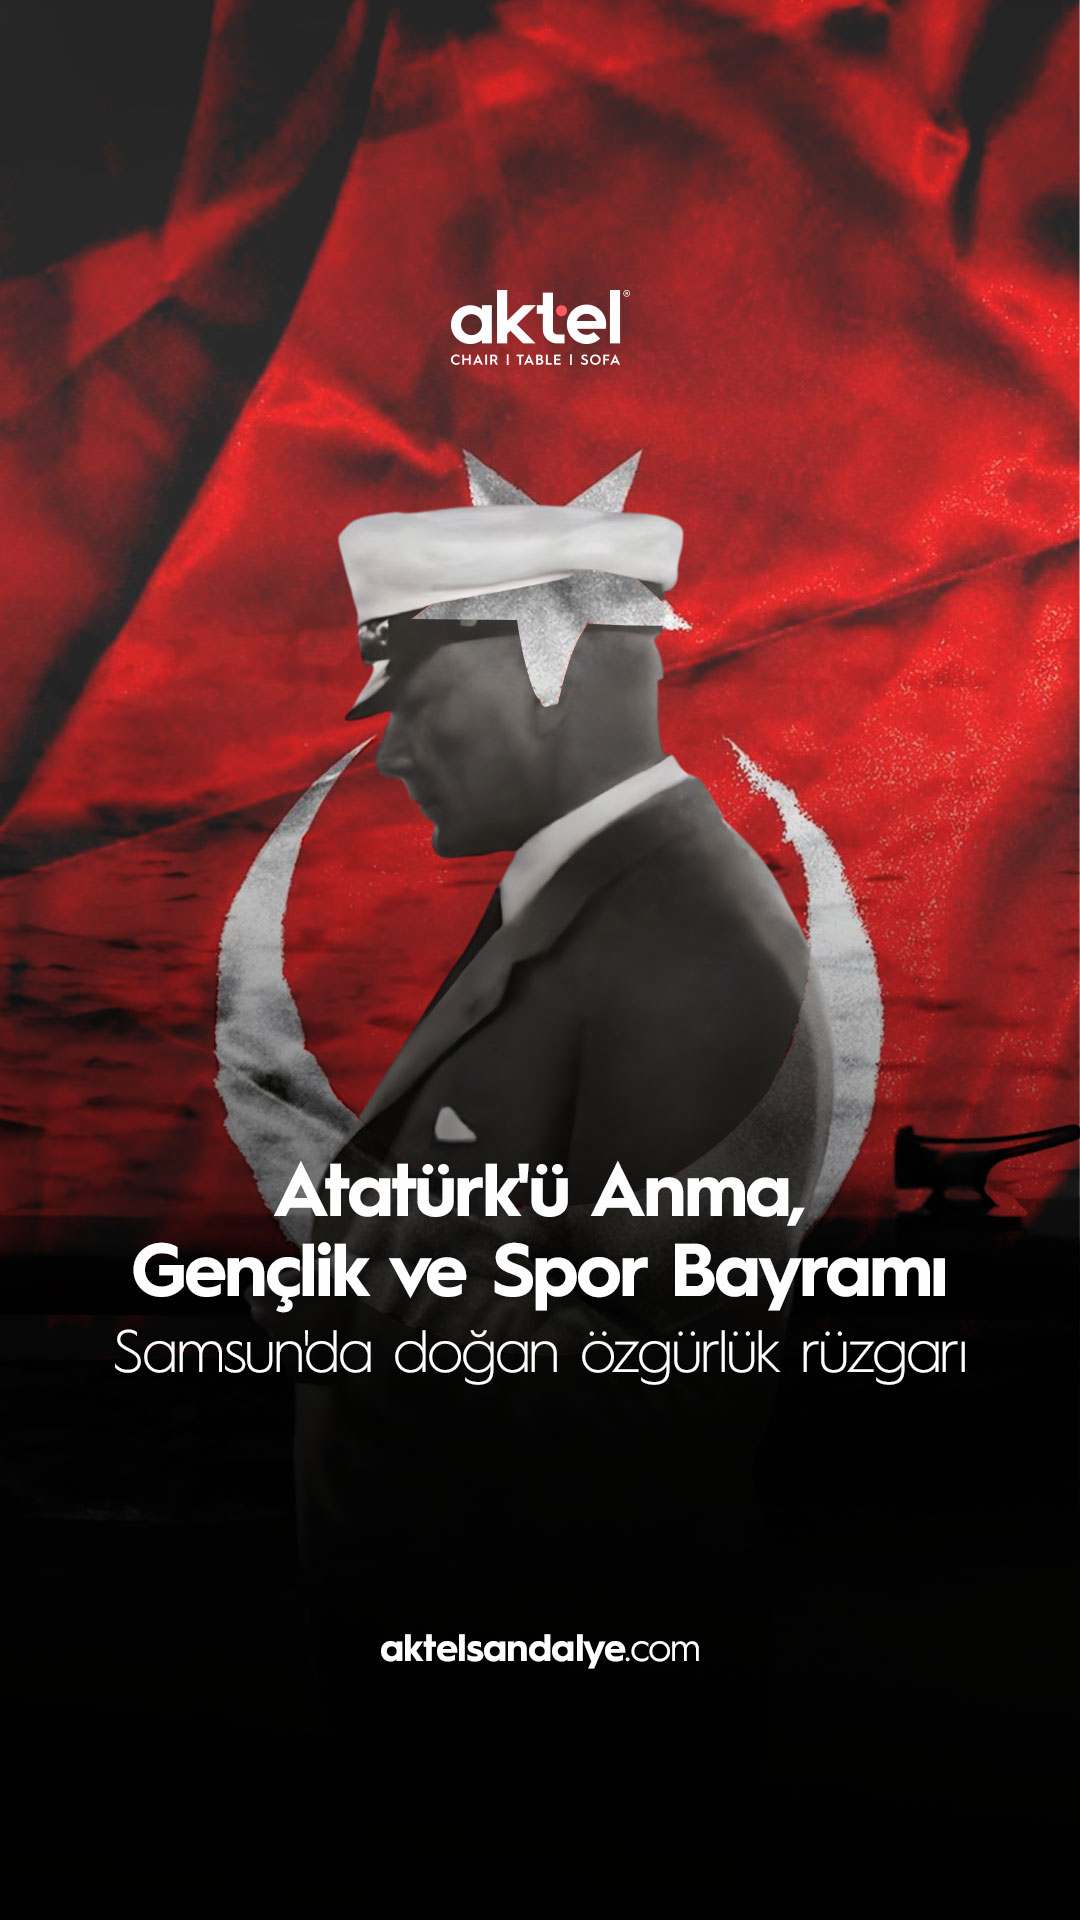 aktel®
CHAIR | TABLE | SOFA
Atatürk'ü Anma,
Gençlik ve Spor Bayramı
Samsun'da doğan özgürlük rüzgarı
aktelsandalye.com